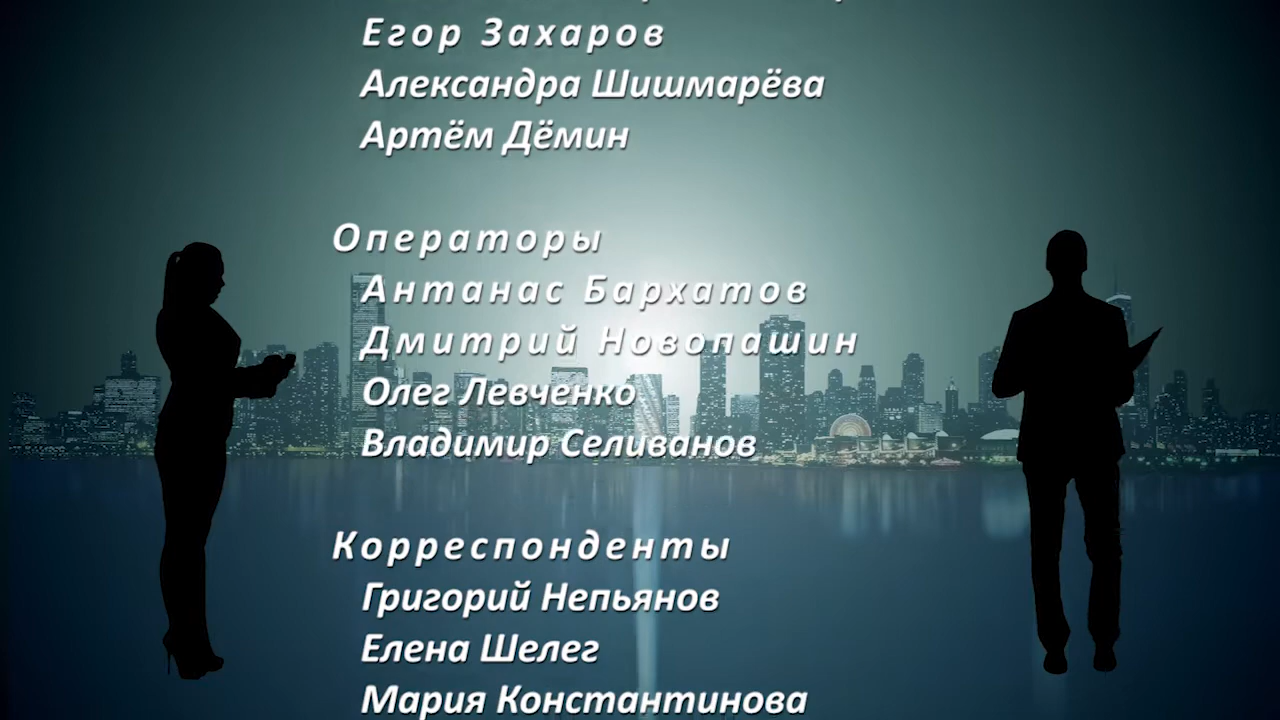 Егор Захаров
Александра Шишмарёва
Артём Дёмин
Операторы
Антанас Бархатов
Дмитрий Новопашин
Олег Левченко
Владимир Селиванов
Корреспонденты
Григорий Непьянов
Елена Шелег
Мария Константинова